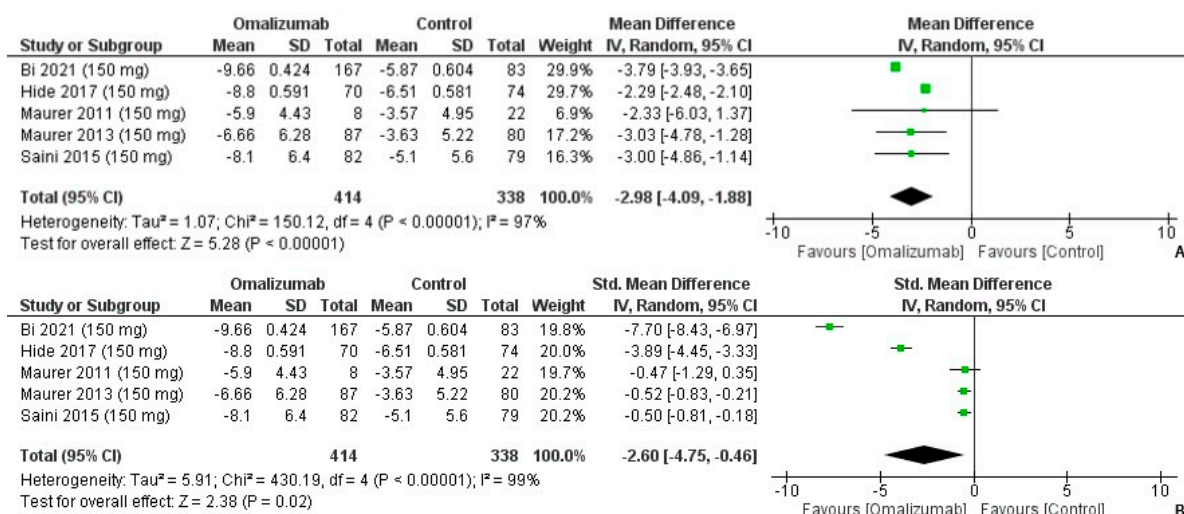 Omalizumab Control Mean Difference Mean Difference
Study or Subgroup Mean SD Total Mean SD Total Weight IV, Random, 95% CI IV, Random, 95% CI
Bi 2021 (150 mg) -9.66 0.424 167 -5.87 0.604 83 29.9% -3.79 [-3.93, -3.65]
Hide 2017 (150 mg) -8.8 0.591 70 -6.51 0.581 74 29.7% -2.29 [-2.48, -2.10]
Maurer 2011 (150 mg) -5.9 4.43 8 -3.57 4.95 22 6.9% -2.33 [-6.03, 1.37]
Maurer 2013 (150 mg) -6.66 6.28 87 -3.63 5.22 80 17.2% -3.03 [-4.78, -1.28]
Saini 2015 (150 mg) -8.1 6.4 82 -5.1 5.6 79 16.3% -3.00 [-4.86, -1.14]
Total (95% CI) 414 338 100.0% -2.98 [-4.09, -1.88]
Heterogeneity: Tau² = 1.07; Chi² = 150.12, df = 4 (P < 0.00001); I² = 97%
Test for overall effect: Z = 5.28 (P < 0.00001)
-10 -5 0 5 10
Favours [Omalizumab] Favours [Control] A
Omalizumab Control Std. Mean Difference Std. Mean Difference
Study or Subgroup Mean SD Total Mean SD Total Weight IV, Random, 95% CI IV, Random, 95% CI
Bi 2021 (150 mg) -9.66 0.424 167 -5.87 0.604 83 19.8% -7.70 [-8.43, -6.97]
Hide 2017 (150 mg) -8.8 0.591 70 -6.51 0.581 74 20.0% -3.89 [-4.45, -3.33]
Maurer 2011 (150 mg) -5.9 4.43 8 -3.57 4.95 22 19.7% -0.47 [-1.29, 0.35]
Maurer 2013 (150 mg) -6.66 6.28 87 -3.63 5.22 80 20.2% -0.52 [-0.83, -0.21]
Saini 2015 (150 mg) -8.1 6.4 82 -5.1 5.6 79 20.2% -0.50 [-0.81, -0.18]
Total (95% CI) 414 338 100.0% -2.60 [-4.75, -0.46]
Heterogeneity: Tau² = 5.91; Chi² = 430.19, df = 4 (P < 0.00001); I² = 99%
Test for overall effect: Z = 2.38 (P = 0.02)
-10 -5 0 5 10
Favours [Omalizumab] Favours [Control] B